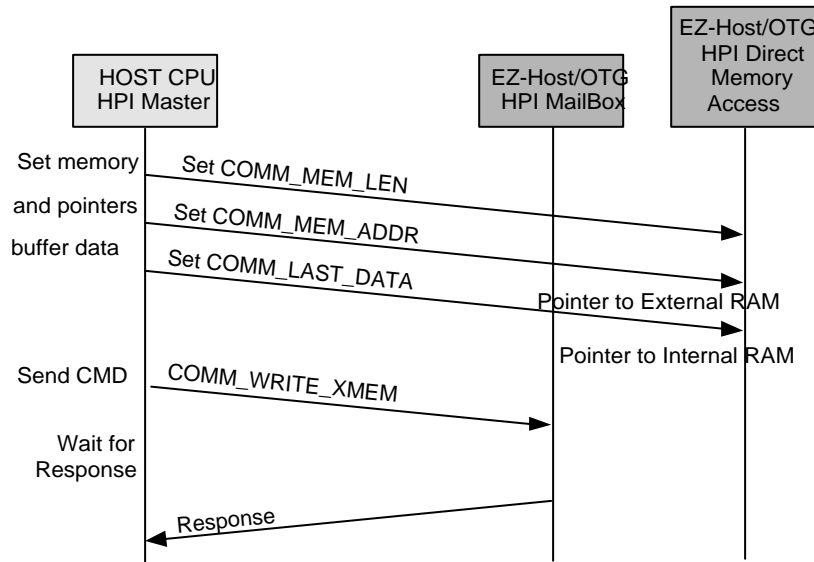 HOST CPU
HPI Master
EZ-Host/OTG
HPI MailBox
EZ-Host/OTG
HPI Direct
Memory
Access
Set memory
and pointers
buffer data
Set COMM_MEM_LEN
Set COMM_MEM_ADDR
Set COMM_LAST_DATA
Pointer to External RAM
Pointer to Internal RAM
Send CMD
COMM_WRITE_XMEM
Wait for
Response
Response